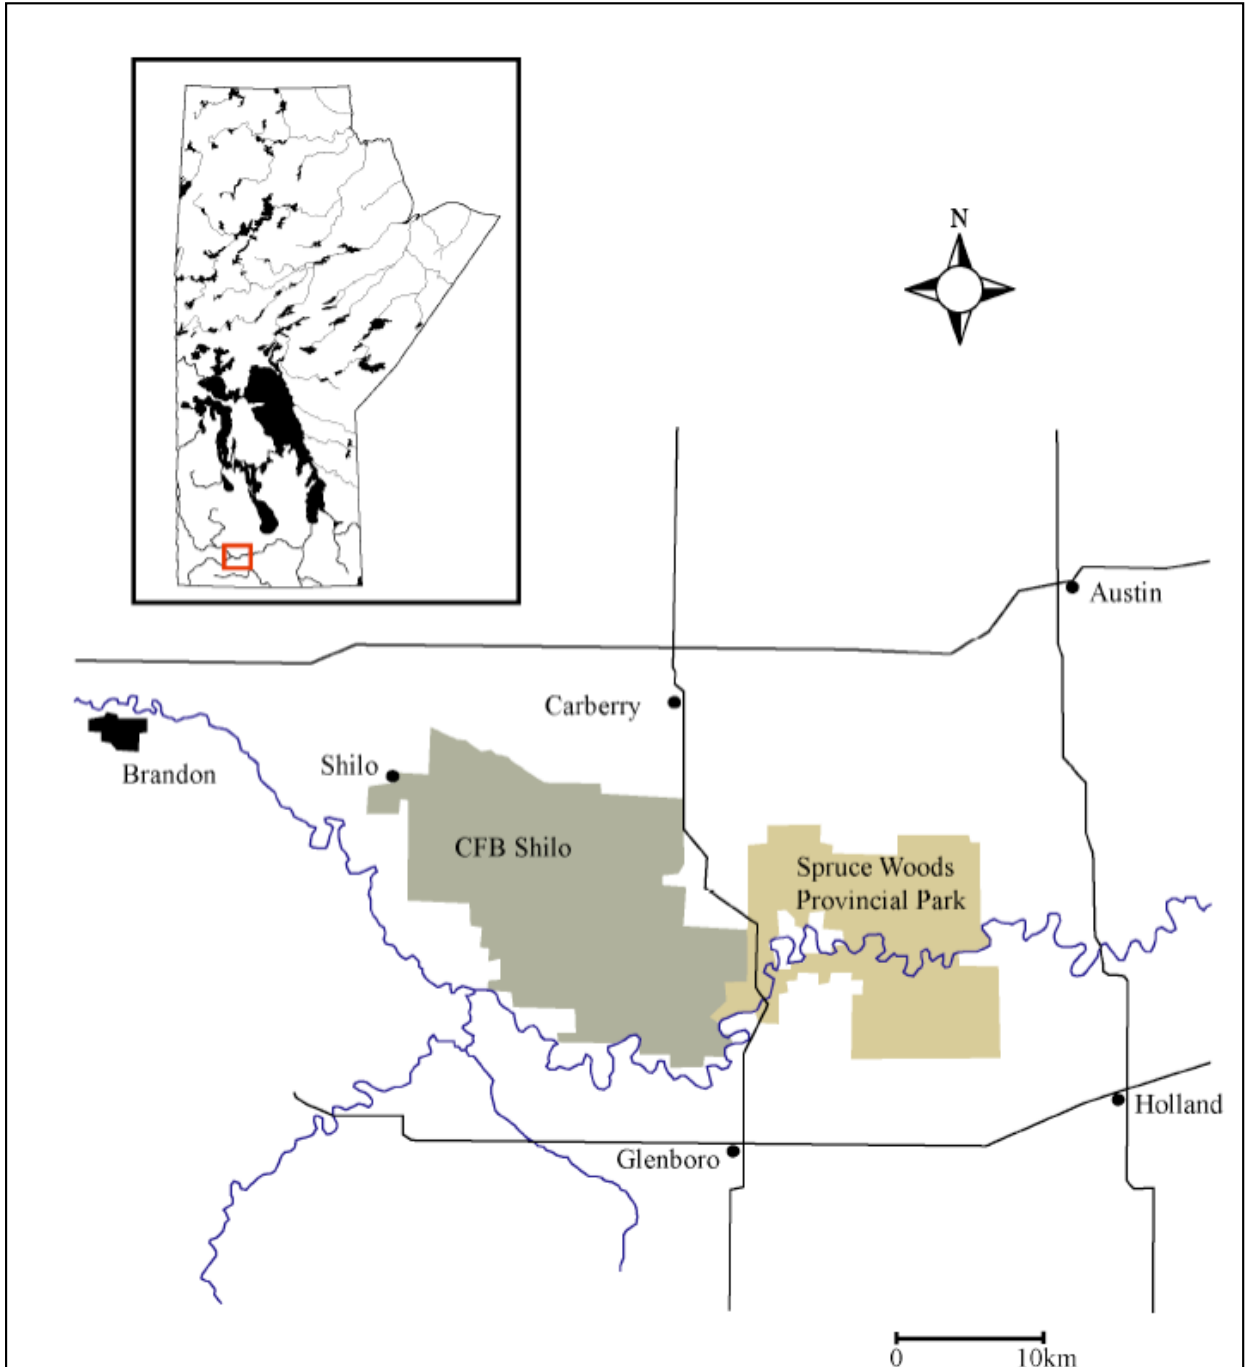 N
Austin
Carberry
Shilo
Brandon
CFB Shilo
Spruce Woods
Provincial Park
Holland
Glenboro
0 10km